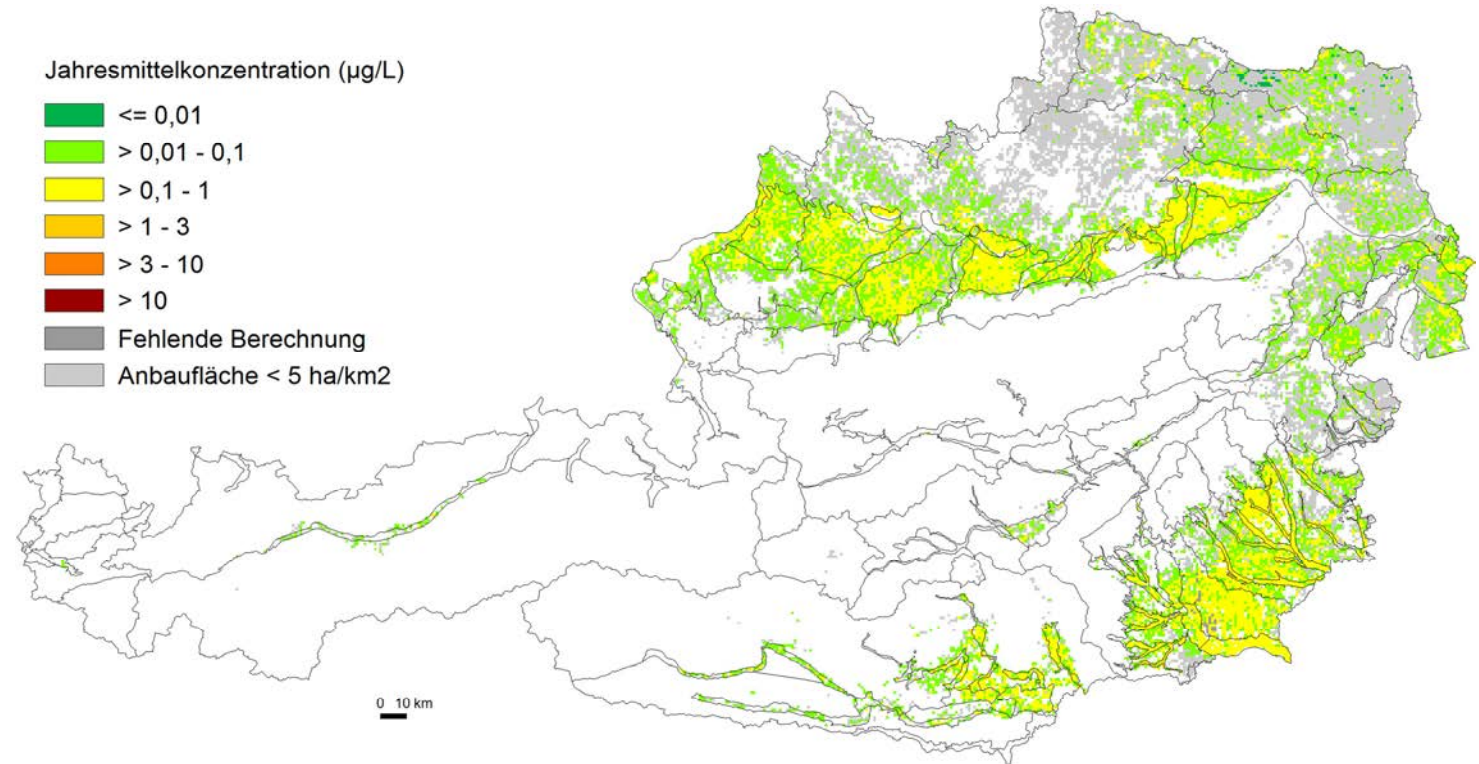 Jahresmittelkonzentration (µg/L)
<= 0,01
> 0,01 - 0,1
> 0,1 - 1
> 1 - 3
> 3 - 10
> 10
Fehlende Berechnung
Anbaufläche < 5 ha/km2
0 10 km